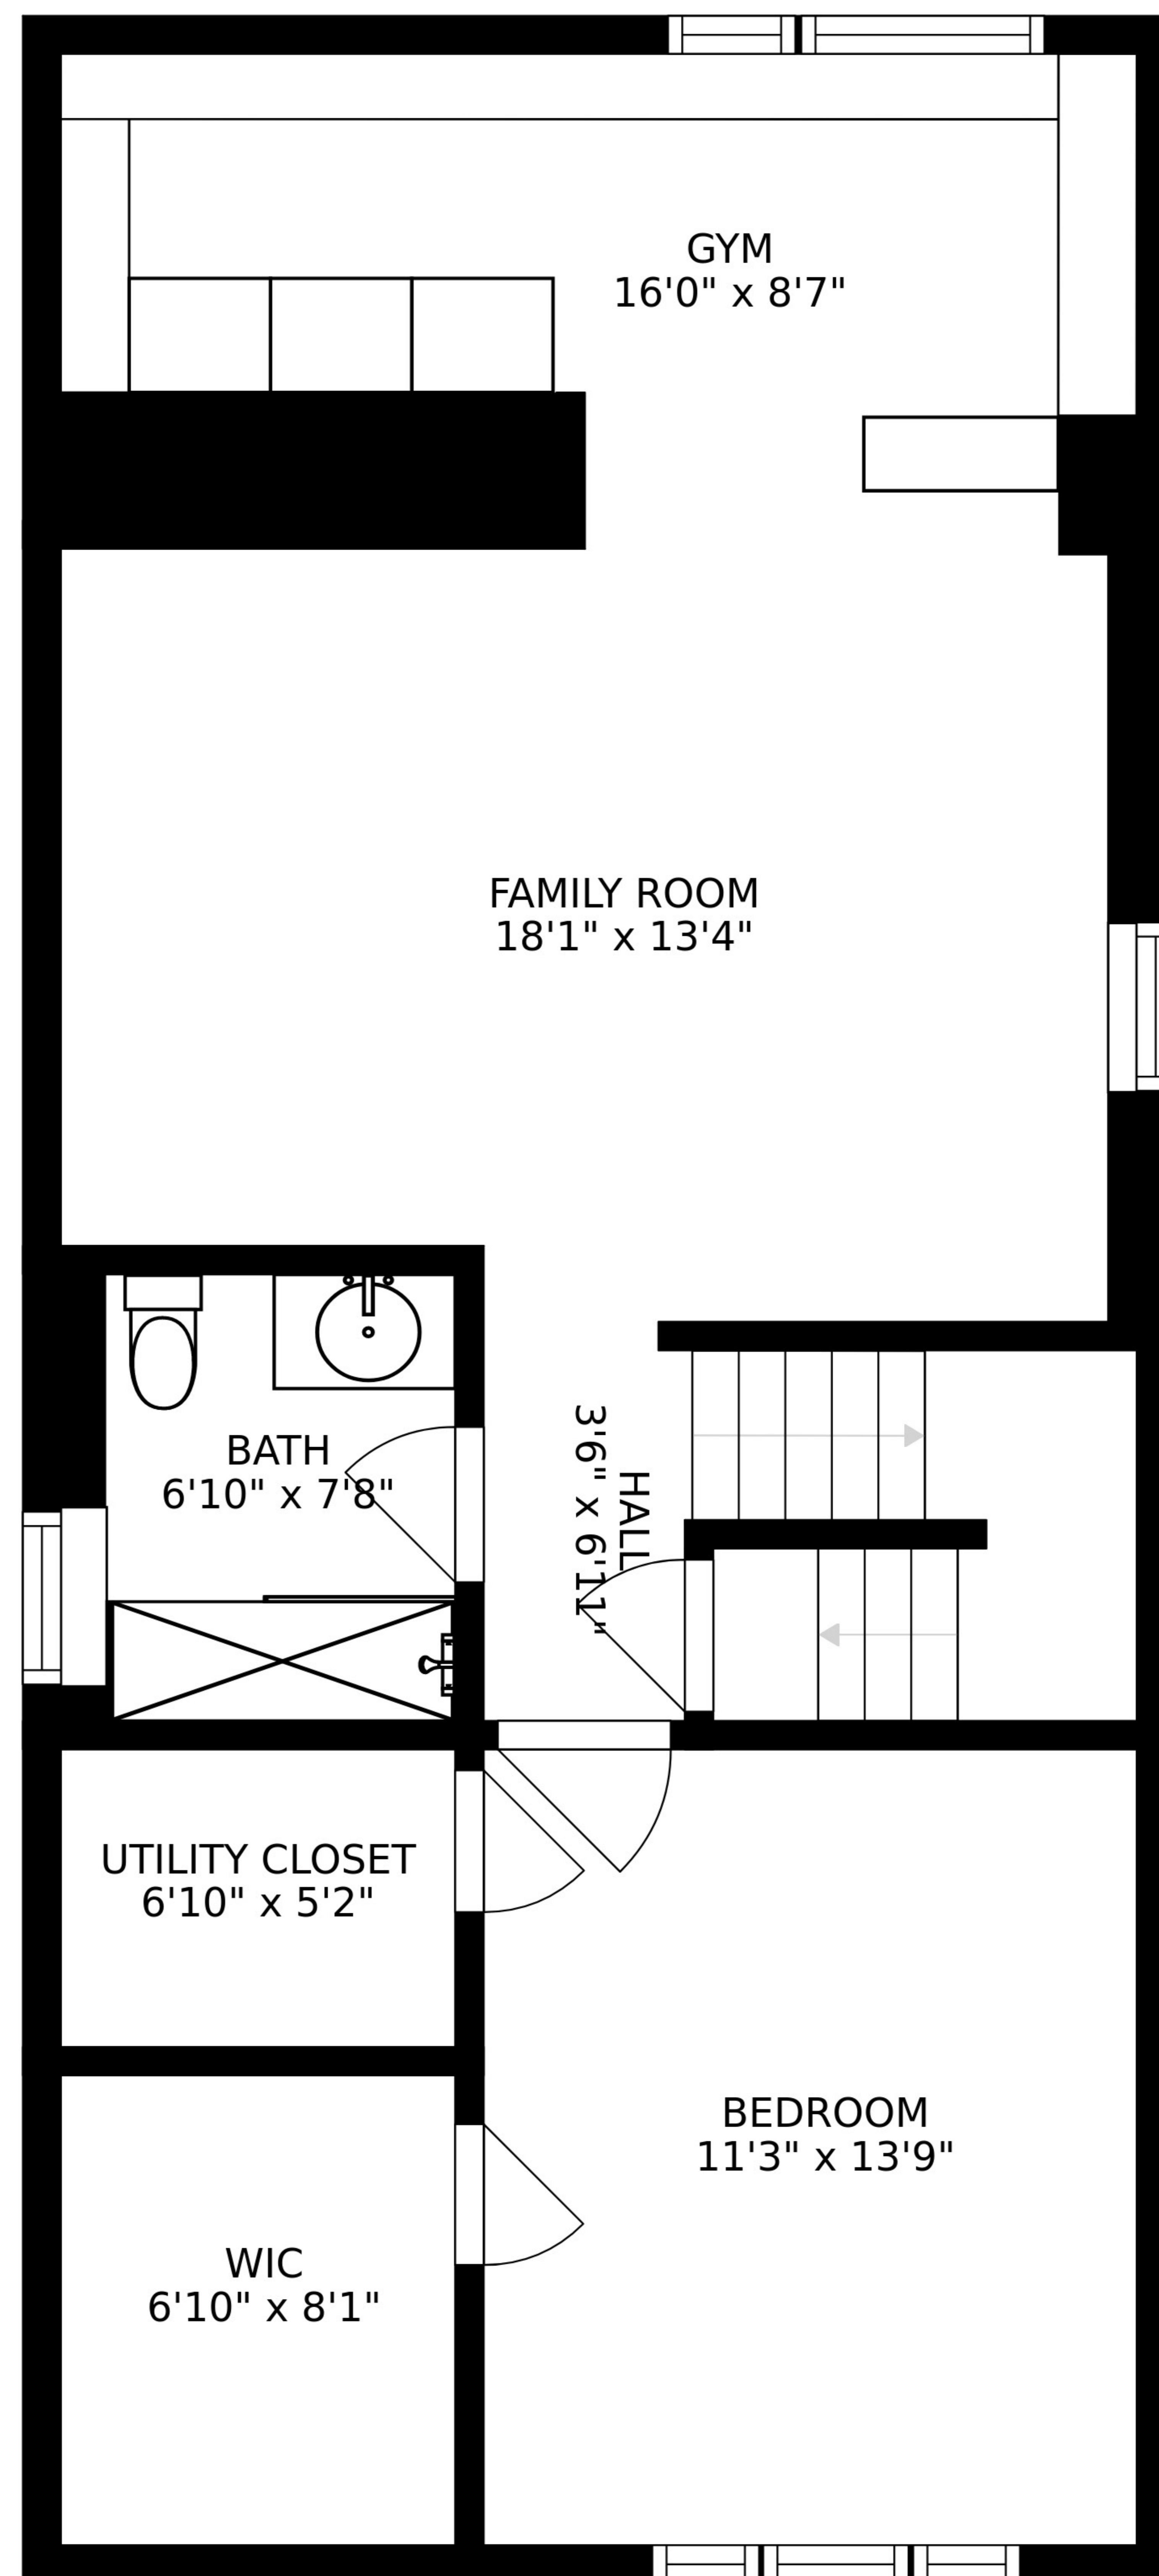 GYM
16'0" x 8'7"
FAMILY ROOM
18'1" x 13'4"
BATH
6'10" x 7'8"
HALL
3'6" x 6'11"
UTILITY CLOSET
6'10" x 5'2"
BEDROOM
11'3" x 13'9"
WIC
6'10" x 8'1"